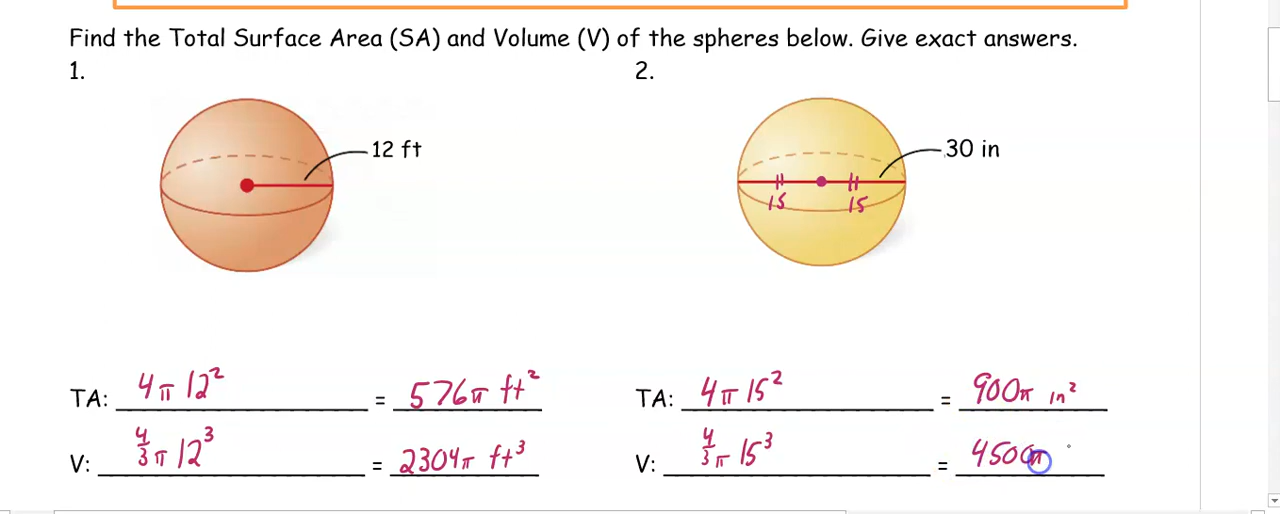 Find the Total Surface Area (SA) and Volume (V) of the spheres below. Give exact answers.
1.
12 ft
2.
30 in
15 15
TA: 4π 12² = 576π ft²
V: 4/3 π 12³ = 2304π ft³
TA: 4π 15² = 900π in²
V: 4/3 π 15³ = 4500π